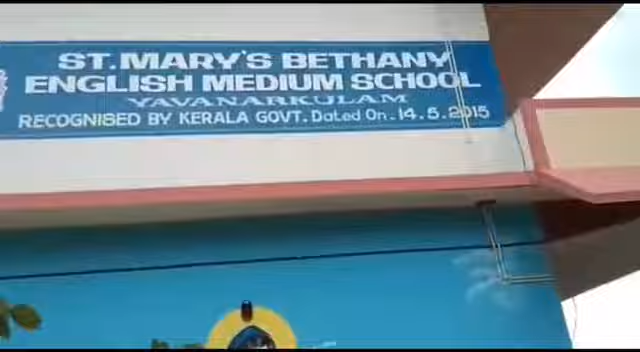 ST. MARY'S BETHANY
ENGLISH MEDIUM SCHOOL
YAVANARKULAM
RECOGNISED BY KERALA GOVT. Dated On. 14.5.2015